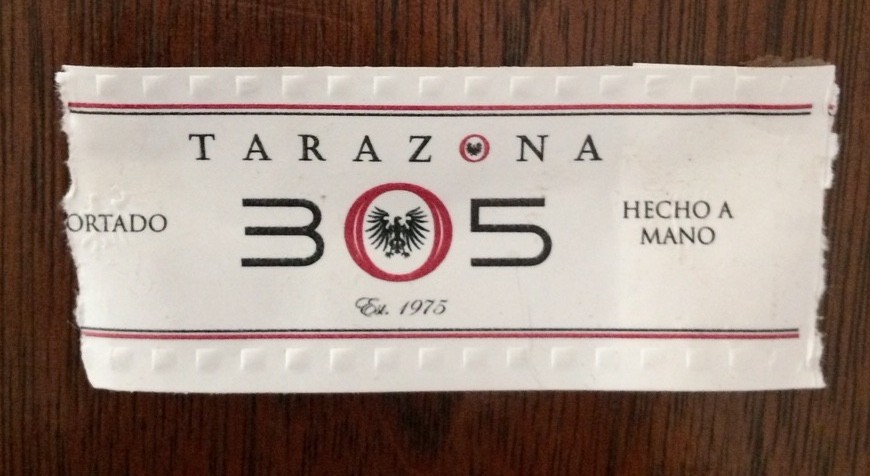 TARAZONA
ORTADO
305
HECHO A
MANO
Est. 1975